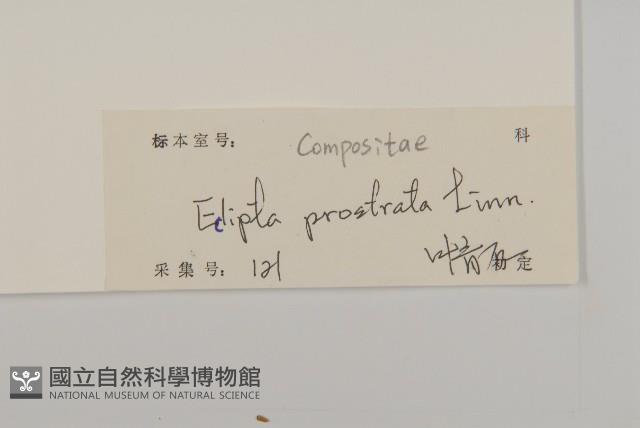 标本室号: Compositae 科
Eclipta prostrata Linn.
采集号: 121 定
國立自然科學博物館
NATIONAL MUSEUM OF NATURAL SCIENCE